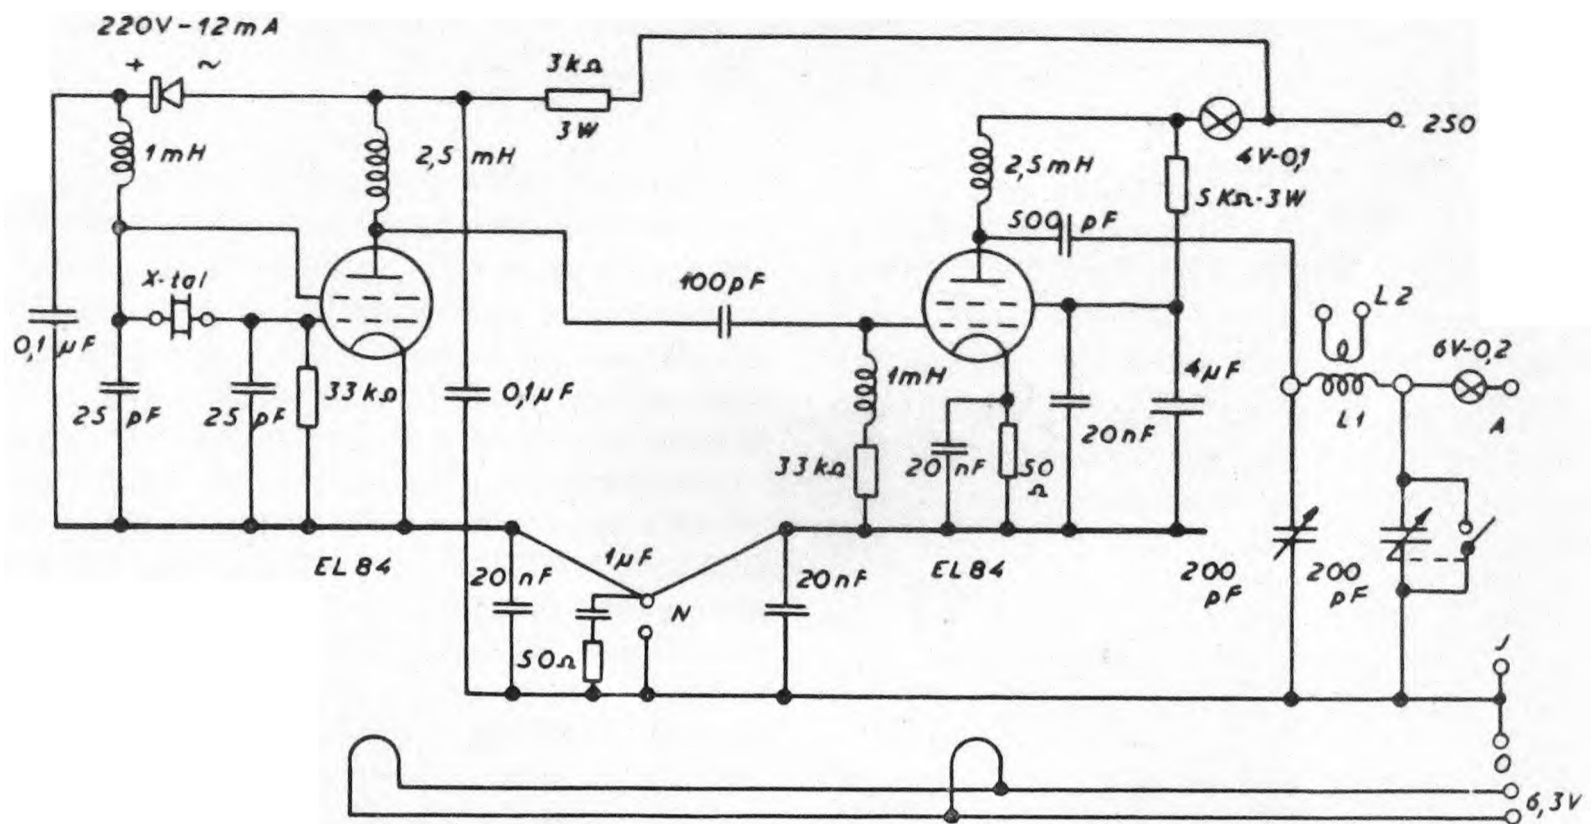 220V-12mA
+ ~
3kΩ
3W
1mH
2,5 mH
2,5mH
250
4V-0,1
5KΩ-3W
500 pF
X-tal
100pF
L2
0,1 µF
6V-0,2
4µF
1mH
25 pF
25 pF
33kΩ
0,1µF
L1
A
20nF
33kΩ
20 nF
50
Ω
EL84
1µF
20 nF
N
20nF
EL84
200
pF
200
pF
50Ω
J
O
6,3V